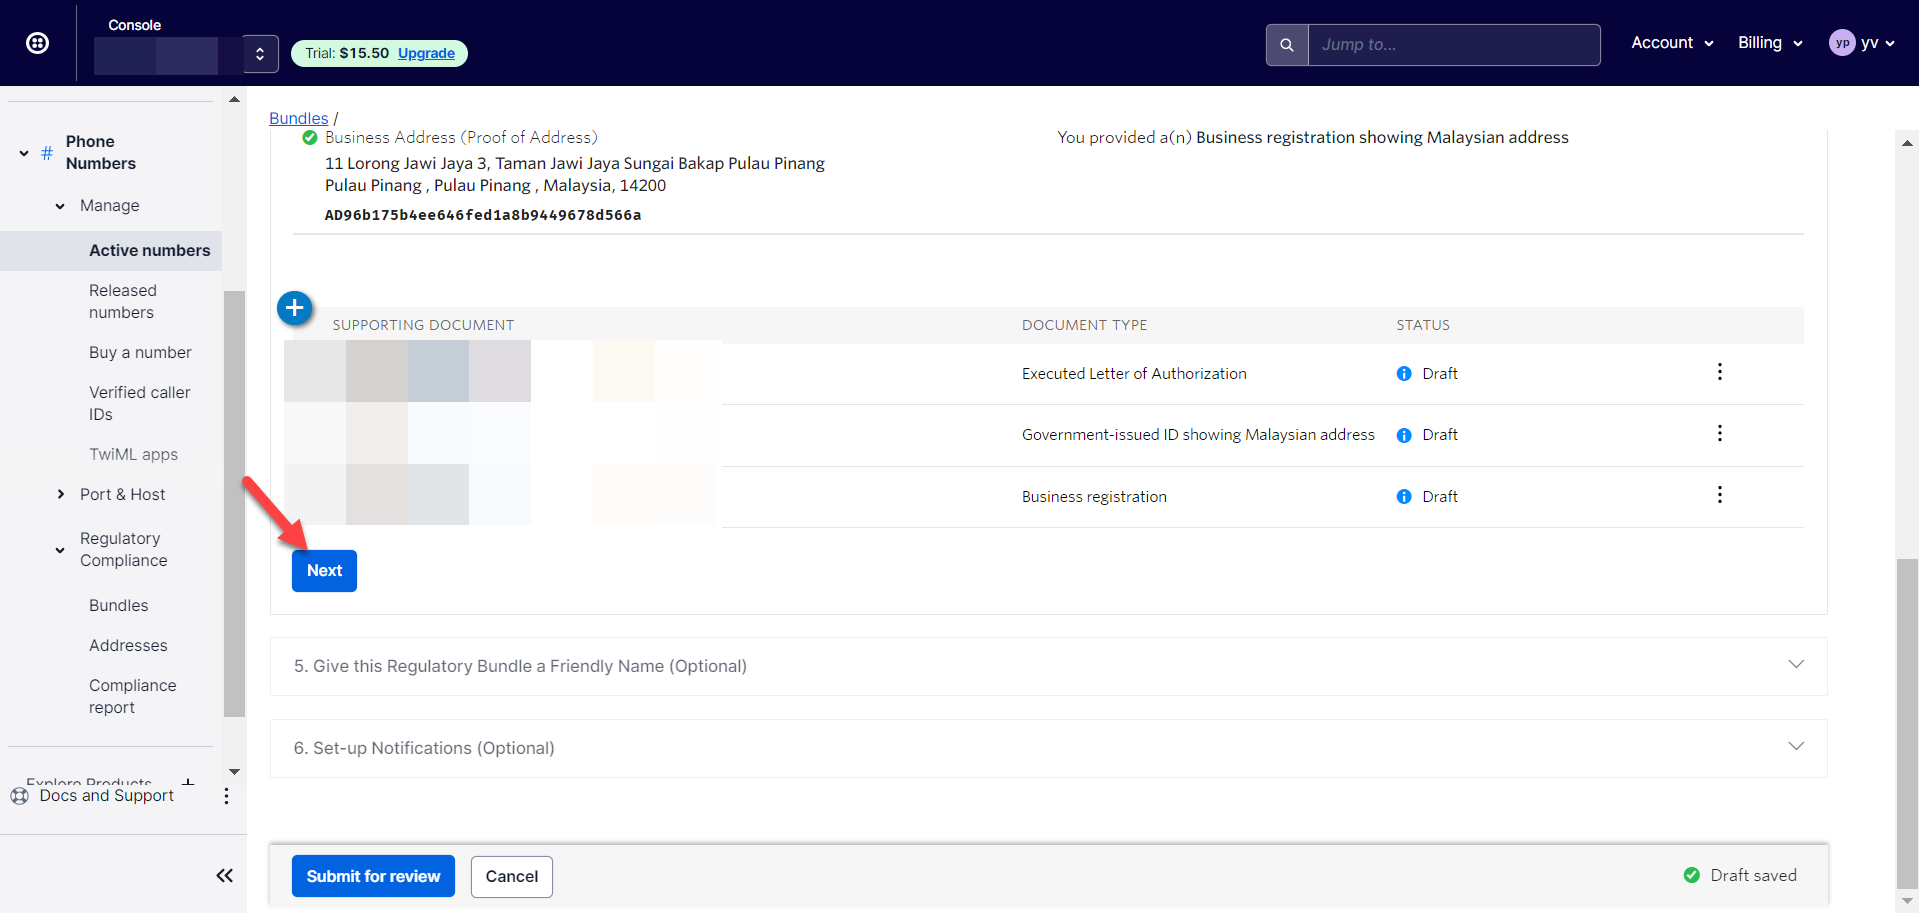 Console
Trial: $15.50 Upgrade
Jump to...
Account
Billing
yp yv
Phone
Numbers
Manage
Active numbers
Released
numbers
Buy a number
Verified caller
IDs
TwiML apps
Port & Host
Regulatory
Compliance
Bundles
Addresses
Compliance
report
Explore Products
Docs and Support
Bundles /
Business Address (Proof of Address)
You provided a(n) Business registration showing Malaysian address
11 Lorong Jawi Jaya 3, Taman Jawi Jaya Sungai Bakap Pulau Pinang
Pulau Pinang , Pulau Pinang , Malaysia, 14200
AD96b175b4ee646fed1a8b9449678d566a
SUPPORTING DOCUMENT DOCUMENT TYPE STATUS
Executed Letter of Authorization Draft
Government-issued ID showing Malaysian address Draft
Business registration Draft
Next
5. Give this Regulatory Bundle a Friendly Name (Optional)
6. Set-up Notifications (Optional)
Submit for review
Cancel
Draft saved